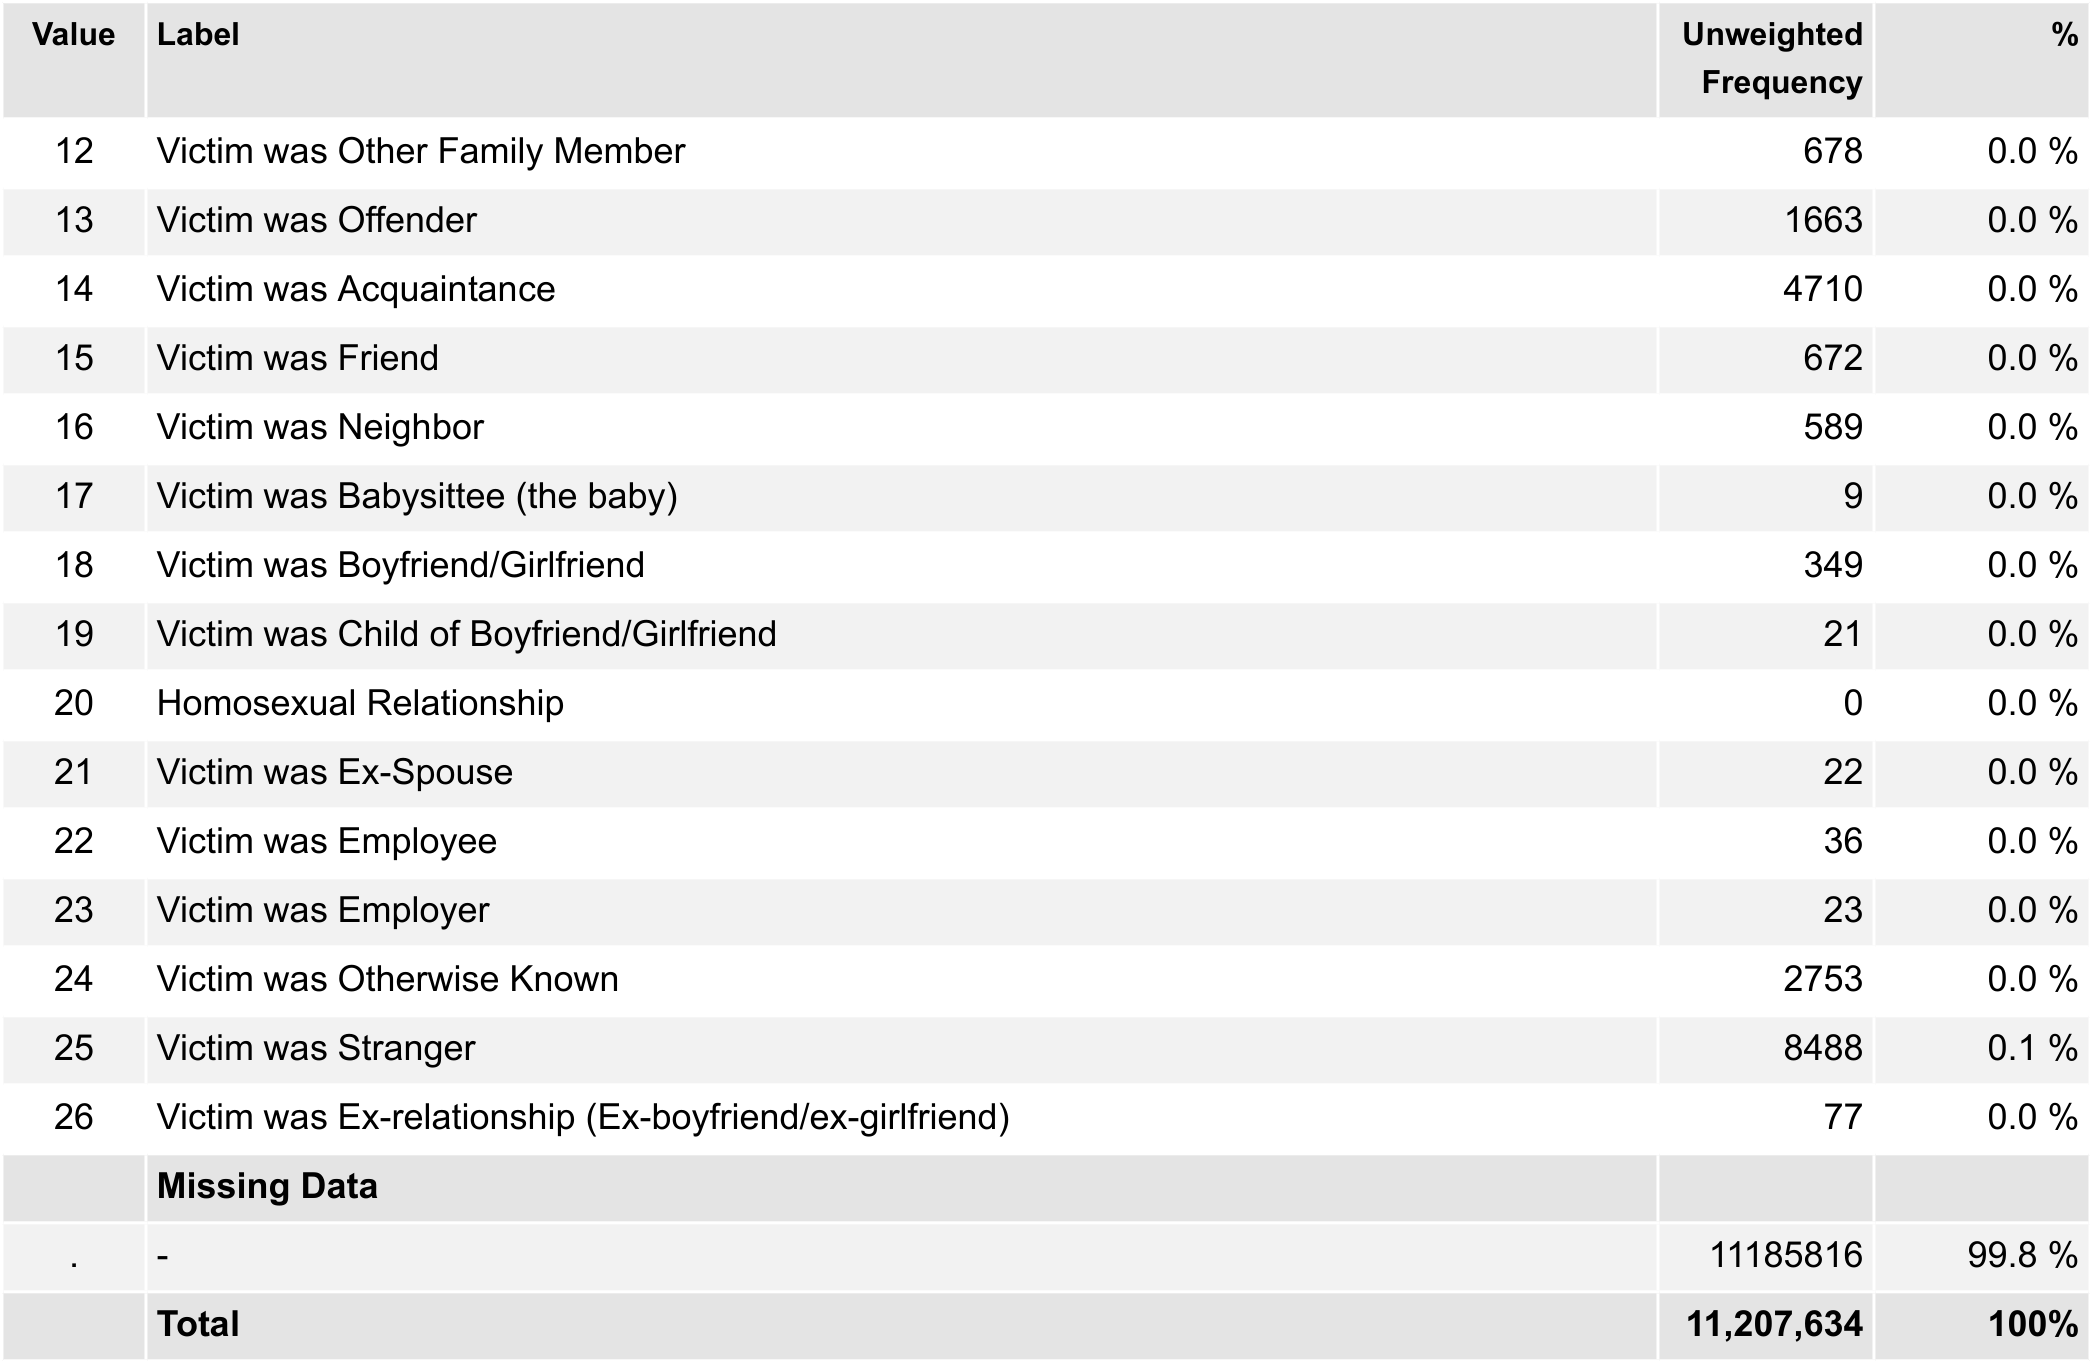 Value Label Unweighted Frequency %
12 Victim was Other Family Member 678 0.0 %
13 Victim was Offender 1663 0.0 %
14 Victim was Acquaintance 4710 0.0 %
15 Victim was Friend 672 0.0 %
16 Victim was Neighbor 589 0.0 %
17 Victim was Babysittee (the baby) 9 0.0 %
18 Victim was Boyfriend/Girlfriend 349 0.0 %
19 Victim was Child of Boyfriend/Girlfriend 21 0.0 %
20 Homosexual Relationship 0 0.0 %
21 Victim was Ex-Spouse 22 0.0 %
22 Victim was Employee 36 0.0 %
23 Victim was Employer 23 0.0 %
24 Victim was Otherwise Known 2753 0.0 %
25 Victim was Stranger 8488 0.1 %
26 Victim was Ex-relationship (Ex-boyfriend/ex-girlfriend) 77 0.0 %
Missing Data
. - 11185816 99.8 %
Total 11,207,634 100%